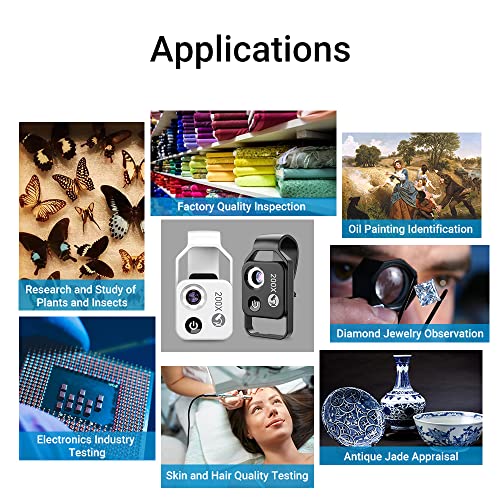 Applications
Factory Quality Inspection
Oil Painting Identification
Research and Study of
Plants and Insects
200X
200X
Diamond Jewelry Observation
Electronics Industry
Testing
Skin and Hair Quality Testing
Antique Jade Appraisal